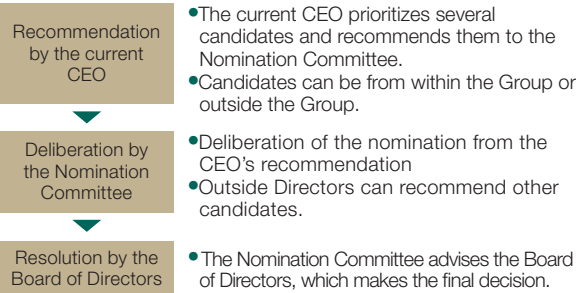 Recommendation
by the current
CEO
●The current CEO prioritizes several
candidates and recommends them to the
Nomination Committee.
●Candidates can be from within the Group or
outside the Group.
Deliberation by
the Nomination
Committee
●Deliberation of the nomination from the
CEO’s recommendation
●Outside Directors can recommend other
candidates.
Resolution by the
Board of Directors
●The Nomination Committee advises the Board
of Directors, which makes the final decision.